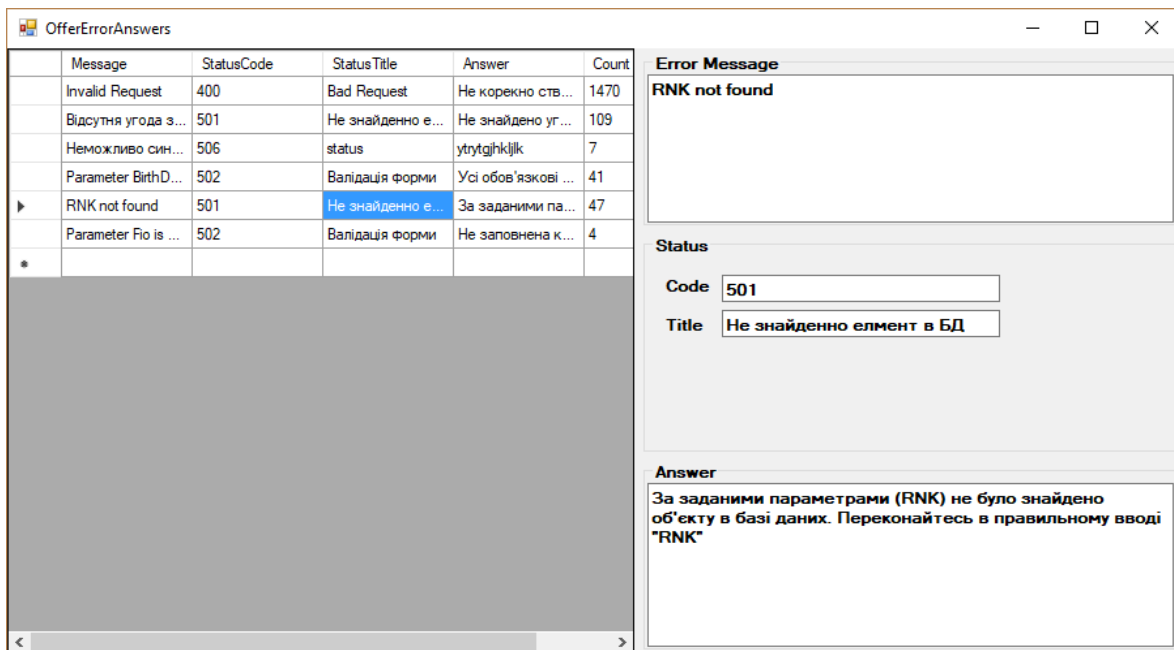 OfferErrorAnswers
Message StatusCode StatusTitle Answer Count
Invalid Request 400 Bad Request Не корекно ств... 1470
Відсутня угода з... 501 Не знайденно е... Не знайдено уг... 109
Неможливо син... 506 status ytrytgjhkljlk 7
Parameter BirthD... 502 Валідація форми Усі обов'язкові ... 41
RNK not found 501 Не знайденно е... За заданими па... 47
Parameter Fio is ... 502 Валідація форми Не заповнена к... 4
Error Message
RNK not found
Status
Code 501
Title Не знайденно елмент в БД
Answer
За заданими параметрами (RNK) не було знайдено
об'єкту в базі даних. Переконайтесь в правильному вводі
"RNK"